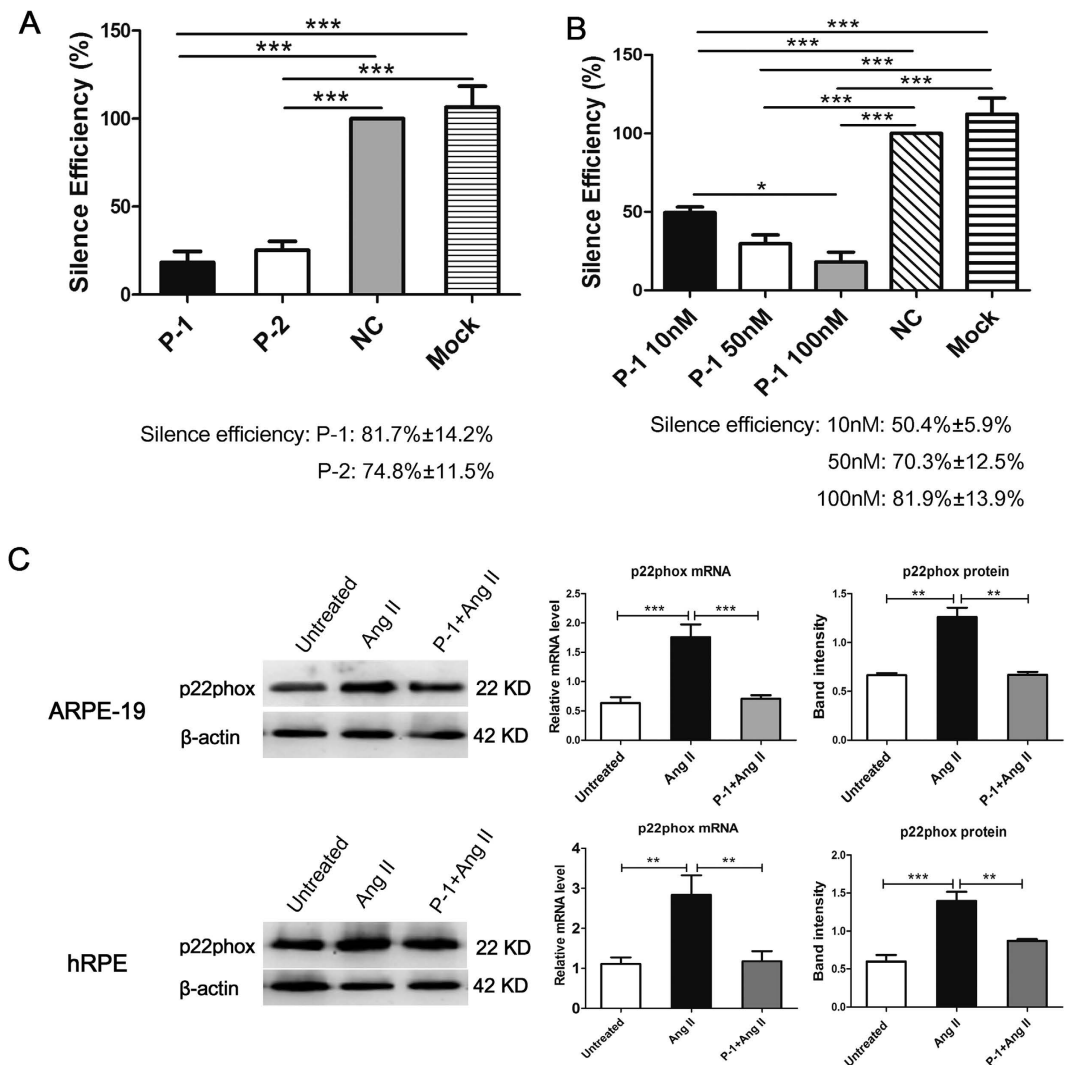 A
Silence Efficiency (%)
150
100
50
0
***
***
***
***
P-1
P-2
NC
Mock
Silence efficiency: P-1: 81.7%±14.2%
P-2: 74.8%±11.5%
B
Silence Efficiency (%)
150
100
50
0
***
***
***
***
***
***
*
P-1 10nM
P-1 50nM
P-1 100nM
NC
Mock
Silence efficiency: 10nM: 50.4%±5.9%
50nM: 70.3%±12.5%
100nM: 81.9%±13.9%
C
ARPE-19
Untreated
Ang II
P-1+Ang II
p22phox
22 KD
β-actin
42 KD
p22phox mRNA
Relative mRNA level
2.5
2.0
1.5
1.0
0.5
0.0
***
***
Untreated
Ang II
P-1+Ang II
p22phox protein
Band intensity
1.5
1.0
0.5
0.0
**
**
Untreated
Ang II
P-1+Ang II
hRPE
Untreated
Ang II
P-1+Ang II
p22phox
22 KD
β-actin
42 KD
p22phox mRNA
Relative mRNA level
4
3
2
1
0
**
**
Untreated
Ang II
P-1+Ang II
p22phox protein
Band intensity
2.0
1.5
1.0
0.5
0.0
***
**
Untreated
Ang II
P-1+Ang II